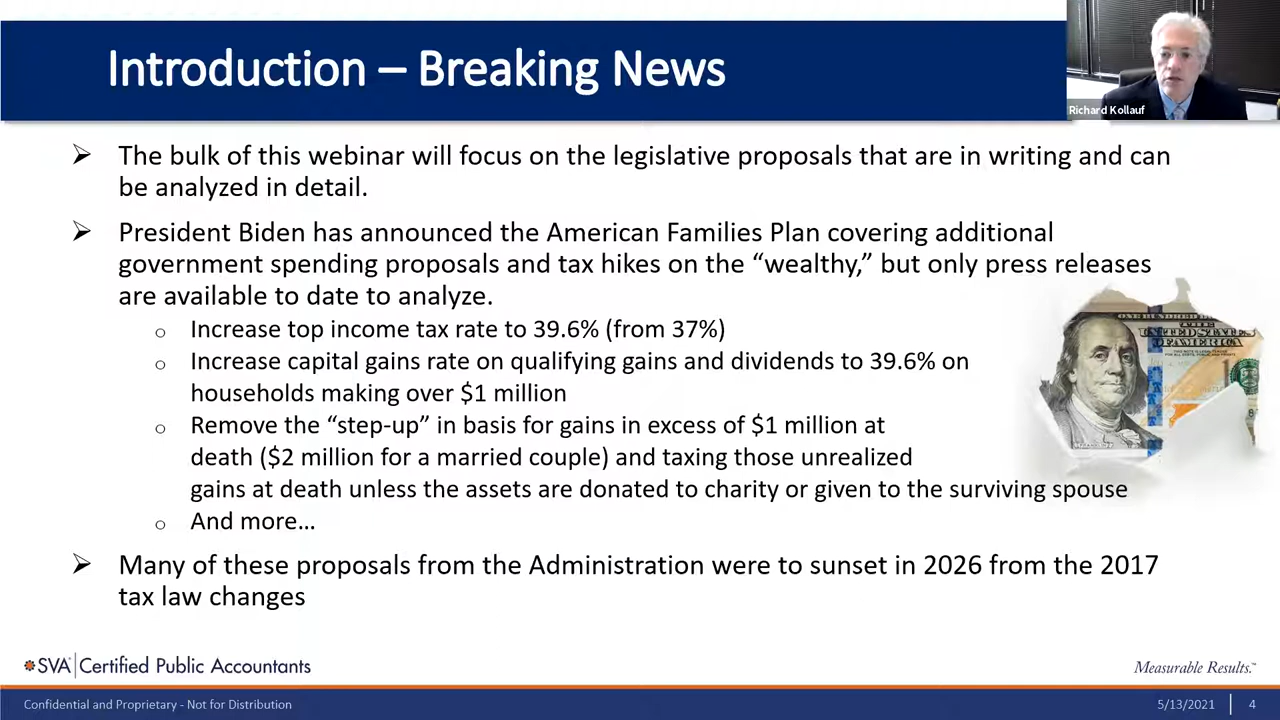 Introduction – Breaking News
Richard Kollauf
➢ The bulk of this webinar will focus on the legislative proposals that are in writing and can
be analyzed in detail.
➢ President Biden has announced the American Families Plan covering additional
government spending proposals and tax hikes on the “wealthy,” but only press releases
are available to date to analyze.
o Increase top income tax rate to 39.6% (from 37%)
o Increase capital gains rate on qualifying gains and dividends to 39.6% on
households making over $1 million
o Remove the “step-up” in basis for gains in excess of $1 million at
death ($2 million for a married couple) and taxing those unrealized
gains at death unless the assets are donated to charity or given to the surviving spouse
o And more…
➢ Many of these proposals from the Administration were to sunset in 2026 from the 2017
tax law changes
THE
UNITED STATES
OF AMERICA
FRANKLIN
SVA Certified Public Accountants
Measurable Results.™
Confidential and Proprietary - Not for Distribution
5/13/2021 4